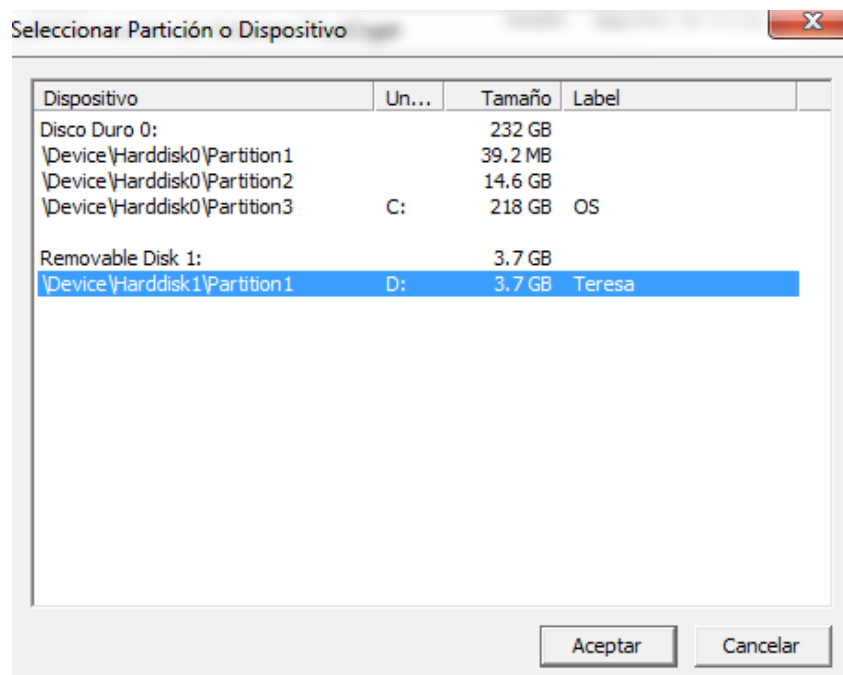 Seleccionar Partición o Dispositivo
Dispositivo Un... Tamaño Label
Disco Duro 0: 232 GB
\Device\Harddisk0\Partition1 39.2 MB
\Device\Harddisk0\Partition2 14.6 GB
\Device\Harddisk0\Partition3 C: 218 GB OS
Removable Disk 1: 3.7 GB
\Device\Harddisk1\Partition1 D: 3.7 GB Teresa
Aceptar Cancelar